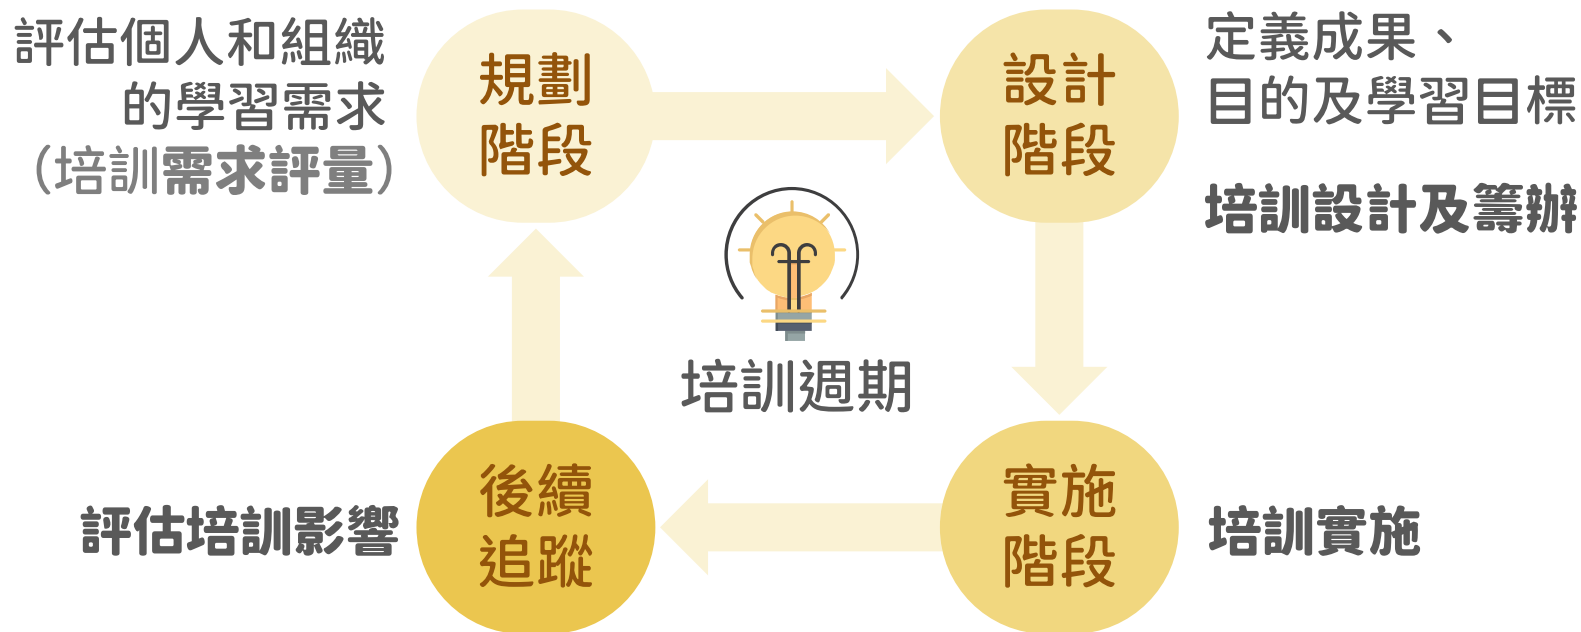 評估個人和組織
的學習需求
（培訓需求評量）
規劃
階段
設計
階段
定義成果、
目的及學習目標
培訓設計及籌辦
培訓週期
評估培訓影響
後續
追蹤
實施
階段
培訓實施